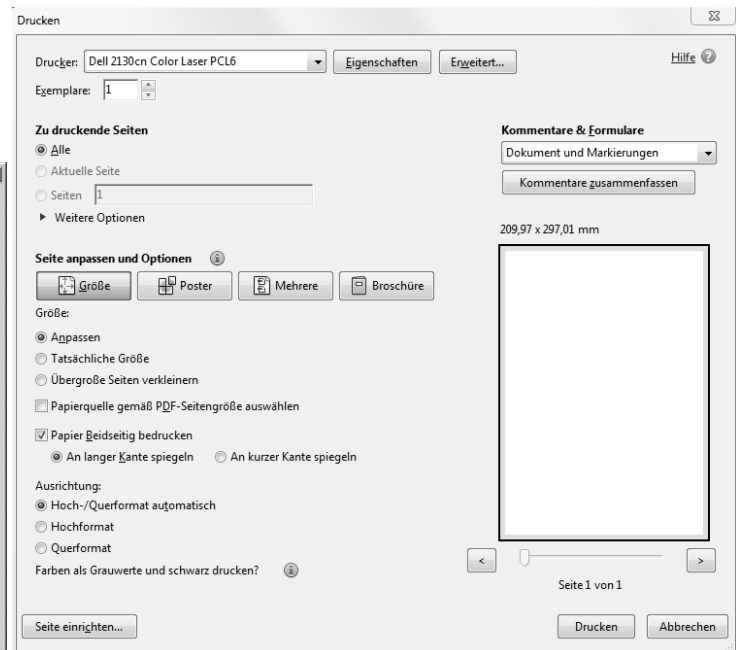 Drucken
Drucker: Dell 2130cn Color Laser PCL6 Eigenschaften Erweitert... Hilfe
Exemplare: 1
Zu druckende Seiten
Alle
Aktuelle Seite
Seiten 1
Weitere Optionen
Kommentare & Formulare
Dokument und Markierungen
Kommentare zusammenfassen
209,97 x 297,01 mm
Seite anpassen und Optionen
Größe Poster Mehrere Broschüre
Größe:
Anpassen
Tatsächliche Größe
Übergroße Seiten verkleinern
Papierquelle gemäß PDF-Seitengröße auswählen
Papier Beidseitig bedrucken
An langer Kante spiegeln An kurzer Kante spiegeln
Ausrichtung:
Hoch-/Querformat automatisch
Hochformat
Querformat
Farben als Grauwerte und schwarz drucken?
< >
Seite 1 von 1
Seite einrichten... Drucken Abbrechen